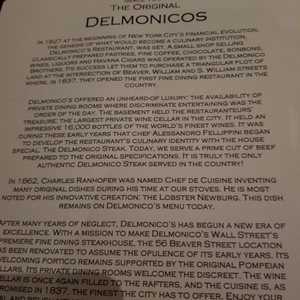 SINCE
THE ORIGINAL
DELMONICOS
IN 1827 AT THE BEGINNING OF NEW YORK CITY'S FINANCIAL EVOLUTION,
THE GENESIS OF WHAT WOULD BECOME A CULINARY INSTITUTION,
DELMONICO'S RESTAURANT, WAS SET. A SMALL SHOP SELLING
CLASSICALLY PREPARED PASTRIES, FINE COFFEE, CHOCOLATE, BONBONS,
WINES, LIQUORS AND HAVANA CIGARS WAS OPERATED BY THE DELMONICO
BROTHERS. ITS SUCCESS LET THEM TO PURCHASE A TRIANGULAR PLOT OF
LAND AT THE INTERSECTION OF BEAVER, WILLIAM AND S. WILLIAM STREETS
WHERE, IN 1837, THEY OPENED THE FIRST FINE DINING RESTAURANT IN THE
COUNTRY.
DELMONICO'S OFFERED AN UNHEARD-OF LUXURY: THE AVAILABILITY OF
PRIVATE DINING ROOMS WHERE DISCRIMINATE ENTERTAINING WAS THE
ORDER OF THE DAY. THE BASEMENT HELD THE RESTAURATEURS
TREASURE: THE LARGEST PRIVATE WINE CELLAR IN THE CITY. IT HELD AN
IMPRESSIVE 16,000 BOTTLES OF THE WORLD'S FINEST WINES. IT WAS
DURING THESE EARLY YEARS THAT CHEF ALESSANDRO FELLIPPINI BEGAN
TO DEVELOP THE RESTAURANT'S CULINARY IDENTITY WITH THE HOUSE
SPECIAL THE DELMONICO STEAK. TODAY, WE SERVE A PRIME CUT OF BEEF
PREPARED TO THE ORIGINAL SPECIFICATIONS. IT IS TRULY THE ONLY
AUTHENTIC DELMONICO STEAK SERVED IN THE COUNTRY!
IN 1862, CHARLES RANHOFER WAS NAMED CHEF DE CUISINE INVENTING
MANY ORIGINAL DISHES DURING HIS TIME AT OUR STOVES. HE IS MOST
NOTED FOR HIS INNOVATIVE CREATION: THE LOBSTER NEWBURG. THIS DISH
REMAINS ON DELMONICO'S MENU TODAY.
AFTER MANY YEARS OF NEGLECT, DELMONICO'S HAS BEGUN A NEW ERA OF
EXCELLENCE. WITH A MISSION TO MAKE DELMONICO'S WALL STREET'S
PREMIERE FINE DINING STEAKHOUSE, THE 56 BEAVER STREET LOCATION
HAS BEEN RENOVATED TO ASSUME THE OPULENCE OF ITS EARLY YEARS. ITS
WELCOMING PORTICO REMAINS SUPPORTED BY THE ORIGINAL POMPEIAN
PILLARS. ITS PRIVATE DINING ROOMS WELCOME THE DISCREET. THE WINE
CELLAR IS ONCE AGAIN FILLED TO THE RAFTERS, AND THE CUISINE IS, AS
PROMISED IN 1837, THE FINEST THE CITY HAS TO OFFER. ENJOY YOUR